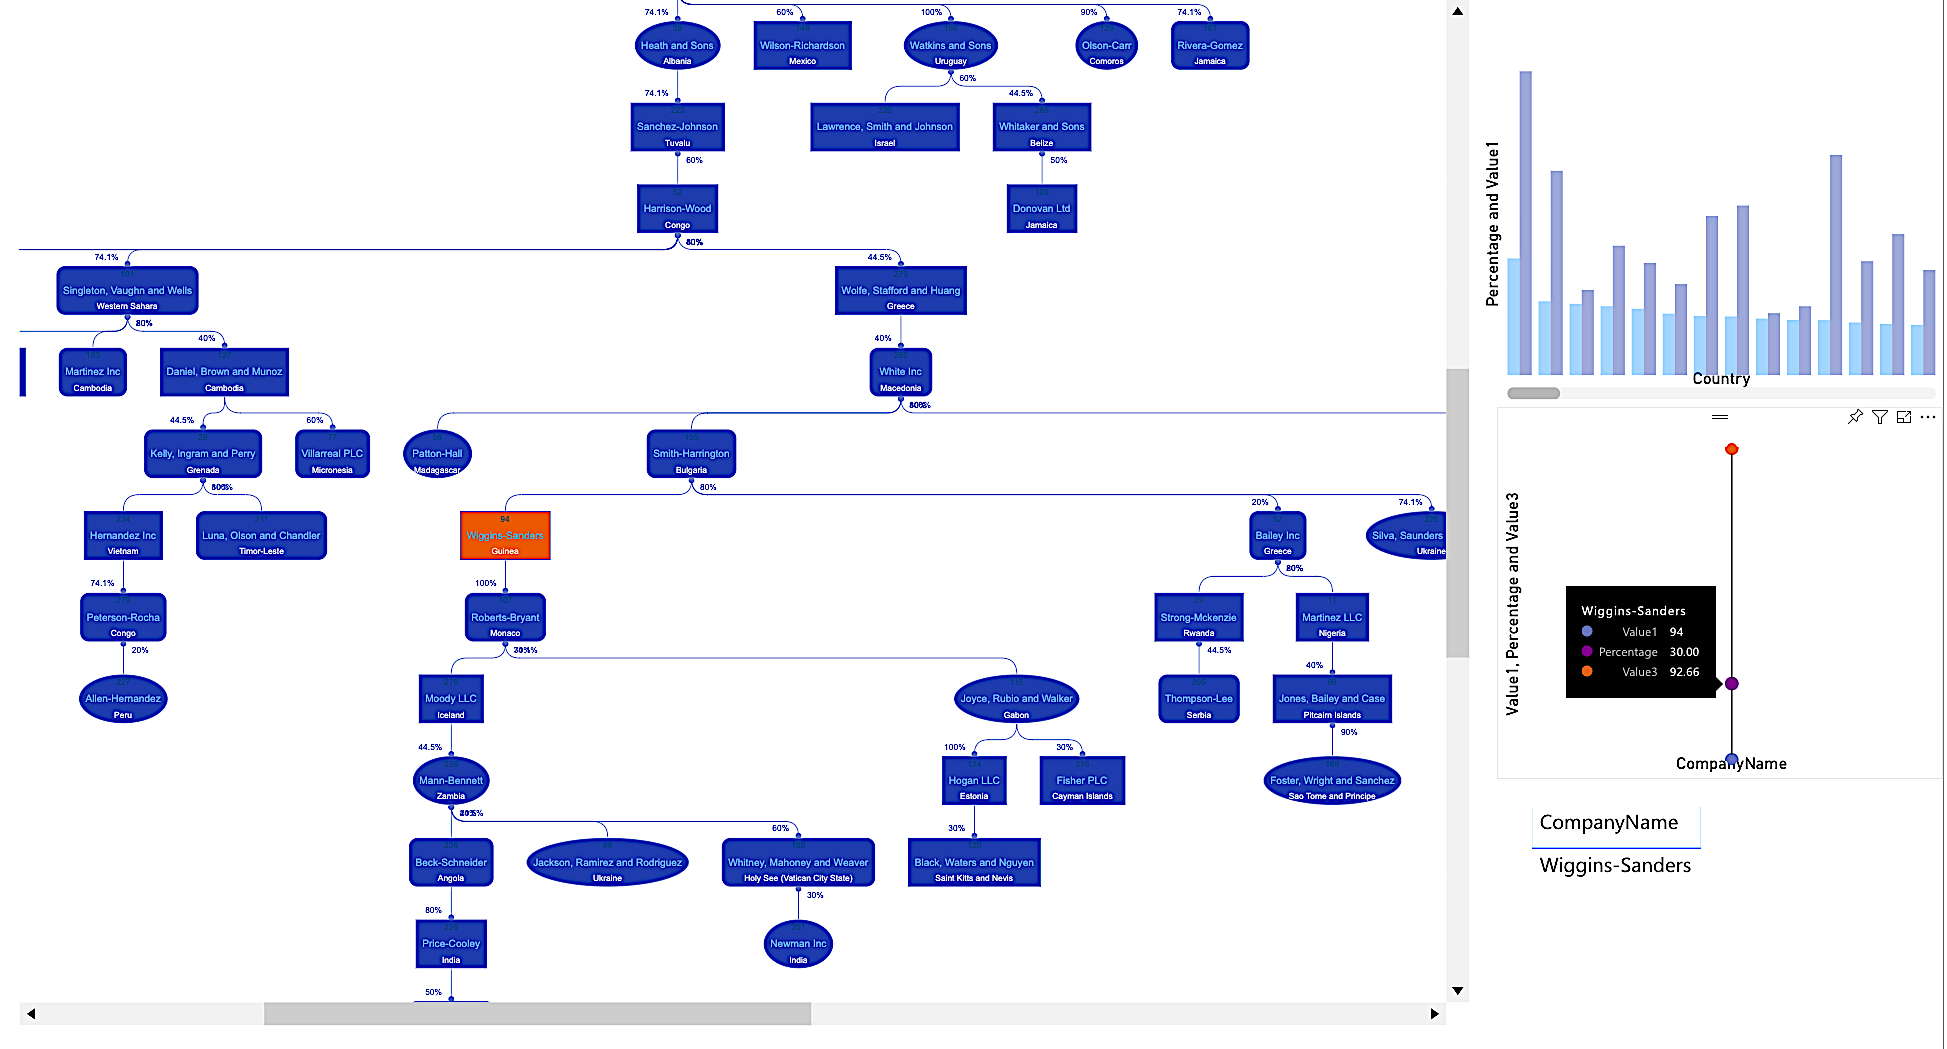 74.1%
60%
100%
90%
74.1%
Heath and Sons
Albania
Wilson-Richardson
Mexico
Watkins and Sons
Uruguay
Olson-Carr
Comoros
Rivera-Gomez
Jamaica
60%
74.1%
44.5%
Sanchez-Johnson
Tuvalu
Lawrence, Smith and Johnson
Israel
Whitaker and Sons
Belize
60%
50%
Harrison-Wood
Congo
Donovan Ltd
Jamaica
74.1%
44.5%
101
Singleton, Vaughn and Wells
Western Sahara
Wolfe, Stafford and Huang
Greece
80%
40%
40%
Martinez Inc
Cambodia
Daniel, Brown and Munoz
Cambodia
White Inc
Macedonia
44.5%
60%
Kelly, Ingram and Perry
Grenada
77
Villarreal PLC
Micronesia
Patton-Hall
Madagascar
Smith-Harrington
Bulgaria
80%
20%
74.1%
Hernandez Inc
Vietnam
Luna, Olson and Chandler
Timor-Leste
94
Wiggins-Sanders
Guinea
Bailey Inc
Greece
Silva, Saunders
Ukraine
74.1%
100%
Peterson-Rocha
Congo
Roberts-Bryant
Monaco
Strong-Mckenzie
Rwanda
Martinez LLC
Nigeria
20%
44.5%
40%
Allen-Hernandez
Peru
Moody LLC
Iceland
Joyce, Rubio and Walker
Gabon
Thompson-Lee
Serbia
Jones, Bailey and Case
Pitcairn Islands
90%
44.5%
100%
30%
Mann-Bennett
Zambia
Hogan LLC
Estonia
Fisher PLC
Cayman Islands
Foster, Wright and Sanchez
Sao Tome and Principe
60%
30%
Beck-Schneider
Angola
Jackson, Ramirez and Rodriguez
Ukraine
Whitney, Mahoney and Weaver
Holy See (Vatican City State)
Black, Waters and Nguyen
Saint Kitts and Nevis
30%
80%
Price-Cooley
India
Newman Inc
India
50%
Percentage and Value1
Country
Value1, Percentage and Value3
Wiggins-Sanders
Value1 94
Percentage 30.00
Value3 92.66
CompanyName
CompanyName
Wiggins-Sanders